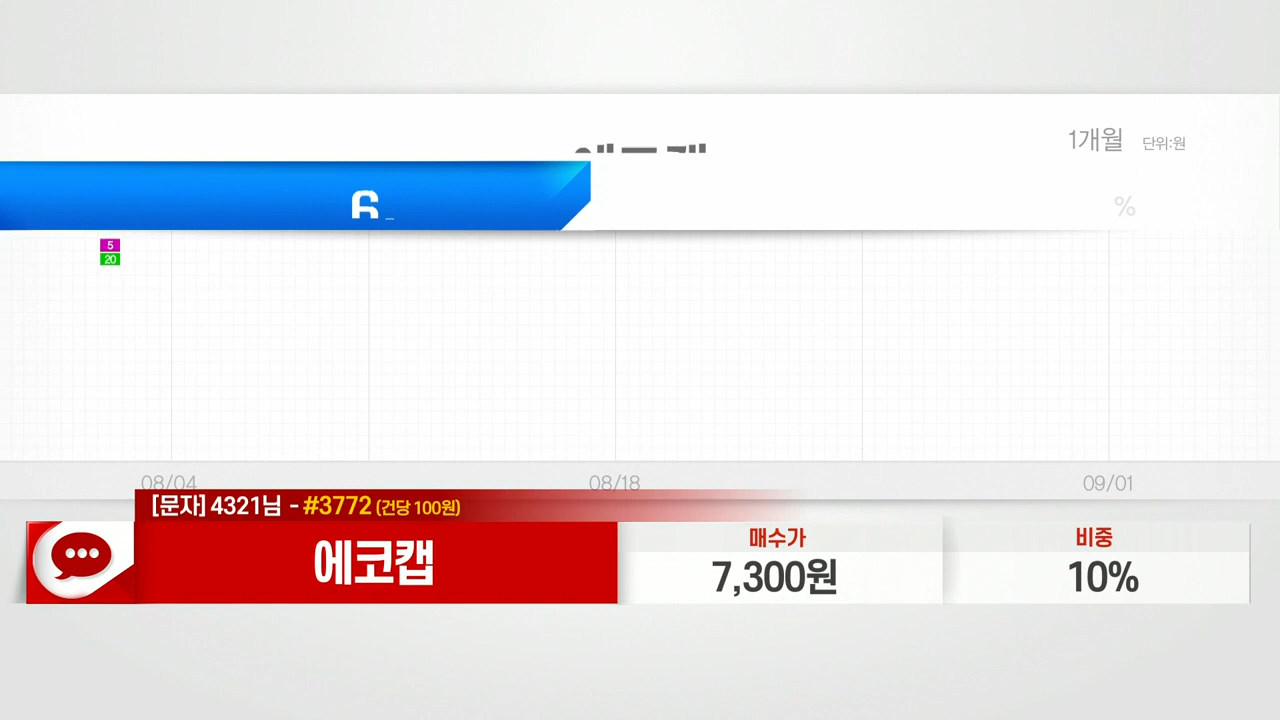 1개월 단위:원
%
5
20
08/04 08/18 09/01
[문자] 4321님 - #3772 (건당 100원)
에코캡
매수가
7,300원
비중
10%